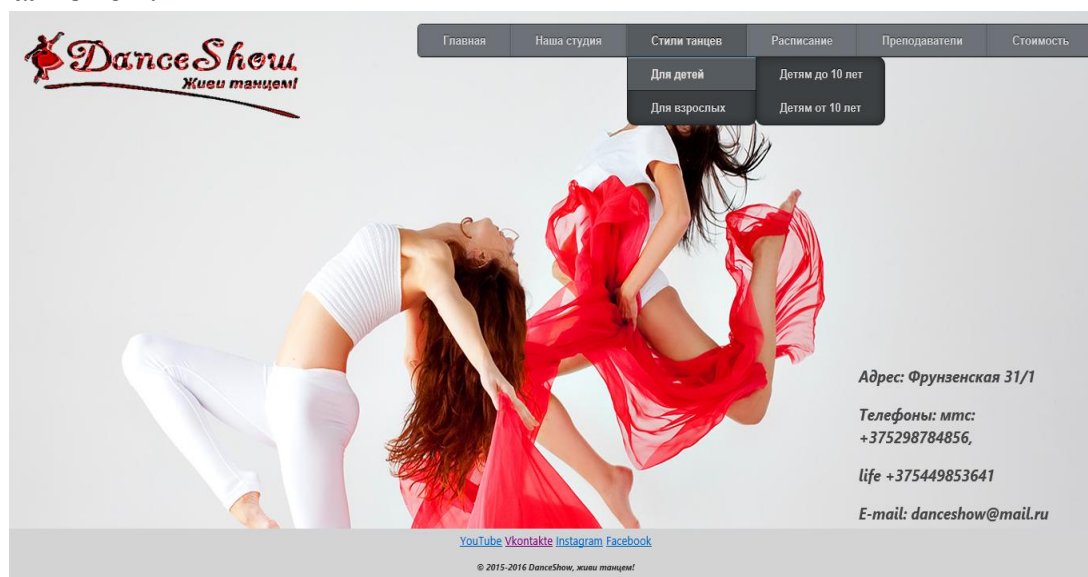 DanceShow
Живи танцем!
Главная Наша студия Стили танцев Расписание Преподаватели Стоимость
Для детей Детям до 10 лет
Для взрослых Детям от 10 лет
Адрес: Фрунзенская 31/1
Телефоны: мтс:
+375298784856,
life +375449853641
E-mail: danceshow@mail.ru
YouTube Vkontakte Instagram Facebook
© 2015-2016 DanceShow, живи танцем!